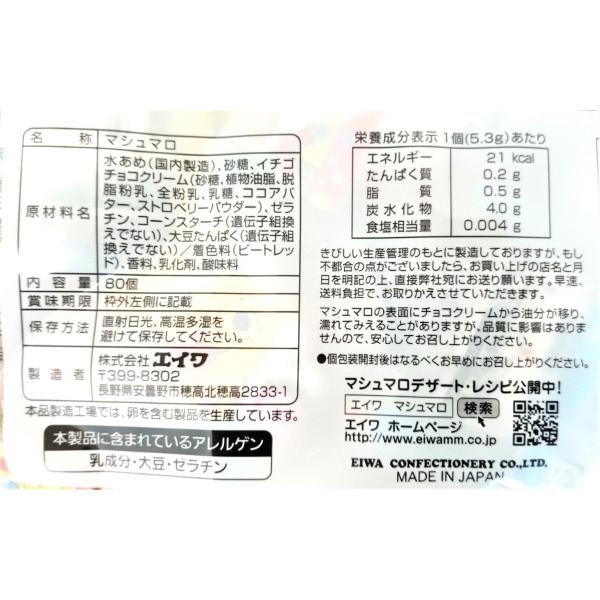 名称 マシュマロ
原材料名 水あめ(国内製造)、砂糖、イチゴ
チョコクリーム(砂糖、植物油脂、脱
脂粉乳、全粉乳、乳糖、ココアバ
ター、ストロベリーパウダー)、ゼラ
チン、コーンスターチ(遺伝子組換
えでない)、大豆たんぱく(遺伝子組
換えでない)/着色料(ビートレッ
ド)、香料、乳化剤、酸味料
内容量 80個
賞味期限 枠外左側に記載
保存方法 直射日光、高温多湿を
避けて保存してください。
製造者 株式会社エイワ
〒399-8302
長野県安曇野市穂高北穂高2833-1
本品製造工場では、卵を含む製品を生産しています。
本製品に含まれているアレルゲン
乳成分・大豆・ゼラチン
栄養成分表示 1個(5.3g)あたり
エネルギー 21 kcal
たんぱく質 0.2 g
脂質 0.5 g
炭水化物 4.0 g
食塩相当量 0.004 g
きびしい生産管理のもとに製造しておりますが、もし
不都合の点がございましたら、お買い上げの店名と月
日を明記の上、直接弊社宛にお送り願います。早速、
送料負担で、お取りかえさせていただきます。
マシュマロの表面にチョコクリームから油分が移り、
濡れてみえることがありますが、品質に影響はありま
せんので、安心してお召し上がりください。
●個包装開封後はなるべくお早めにお召し上がりください。
マシュマロデザート・レシピ公開中!
エイワ マシュマロ 検索
エイワ ホームページ
http://www.eiwamm.co.jp
EIWA CONFECTIONERY CO.,LTD.
MADE IN JAPAN